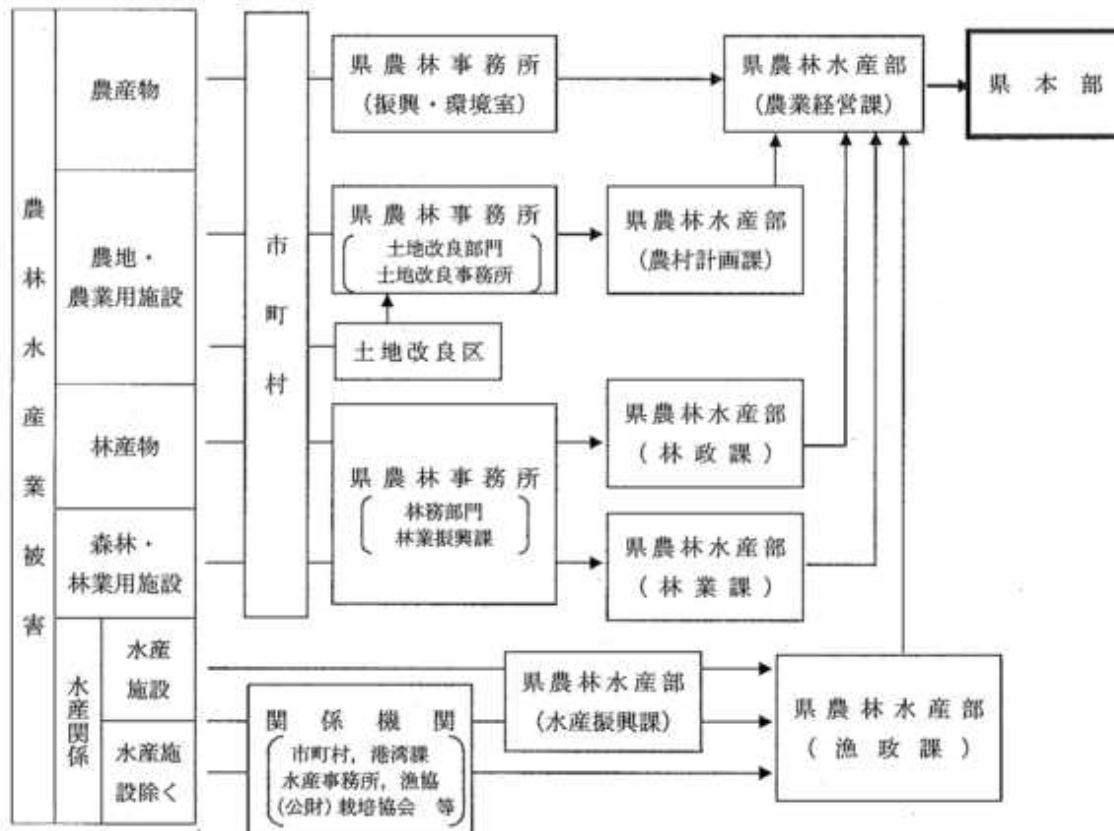 農林水産業被害
農産物
農地・
農業用施設
林産物
森林・
林業用施設
水産関係
水産
施設
水産施
設除く
市町村
県農林事務所
(振興・環境室)
県農林水産部
(農業経営課)
県本部
県農林事務所
土地改良部門
土地改良事務所
県農林水産部
(農村計画課)
土地改良区
県農林事務所
林務部門
林業振興課
県農林水産部
(林政課)
県農林水産部
(林業課)
関係機関
市町村,港湾課
水産事務所,漁協
(公財)栽培協会 等
県農林水産部
(水産振興課)
県農林水産部
(漁政課)